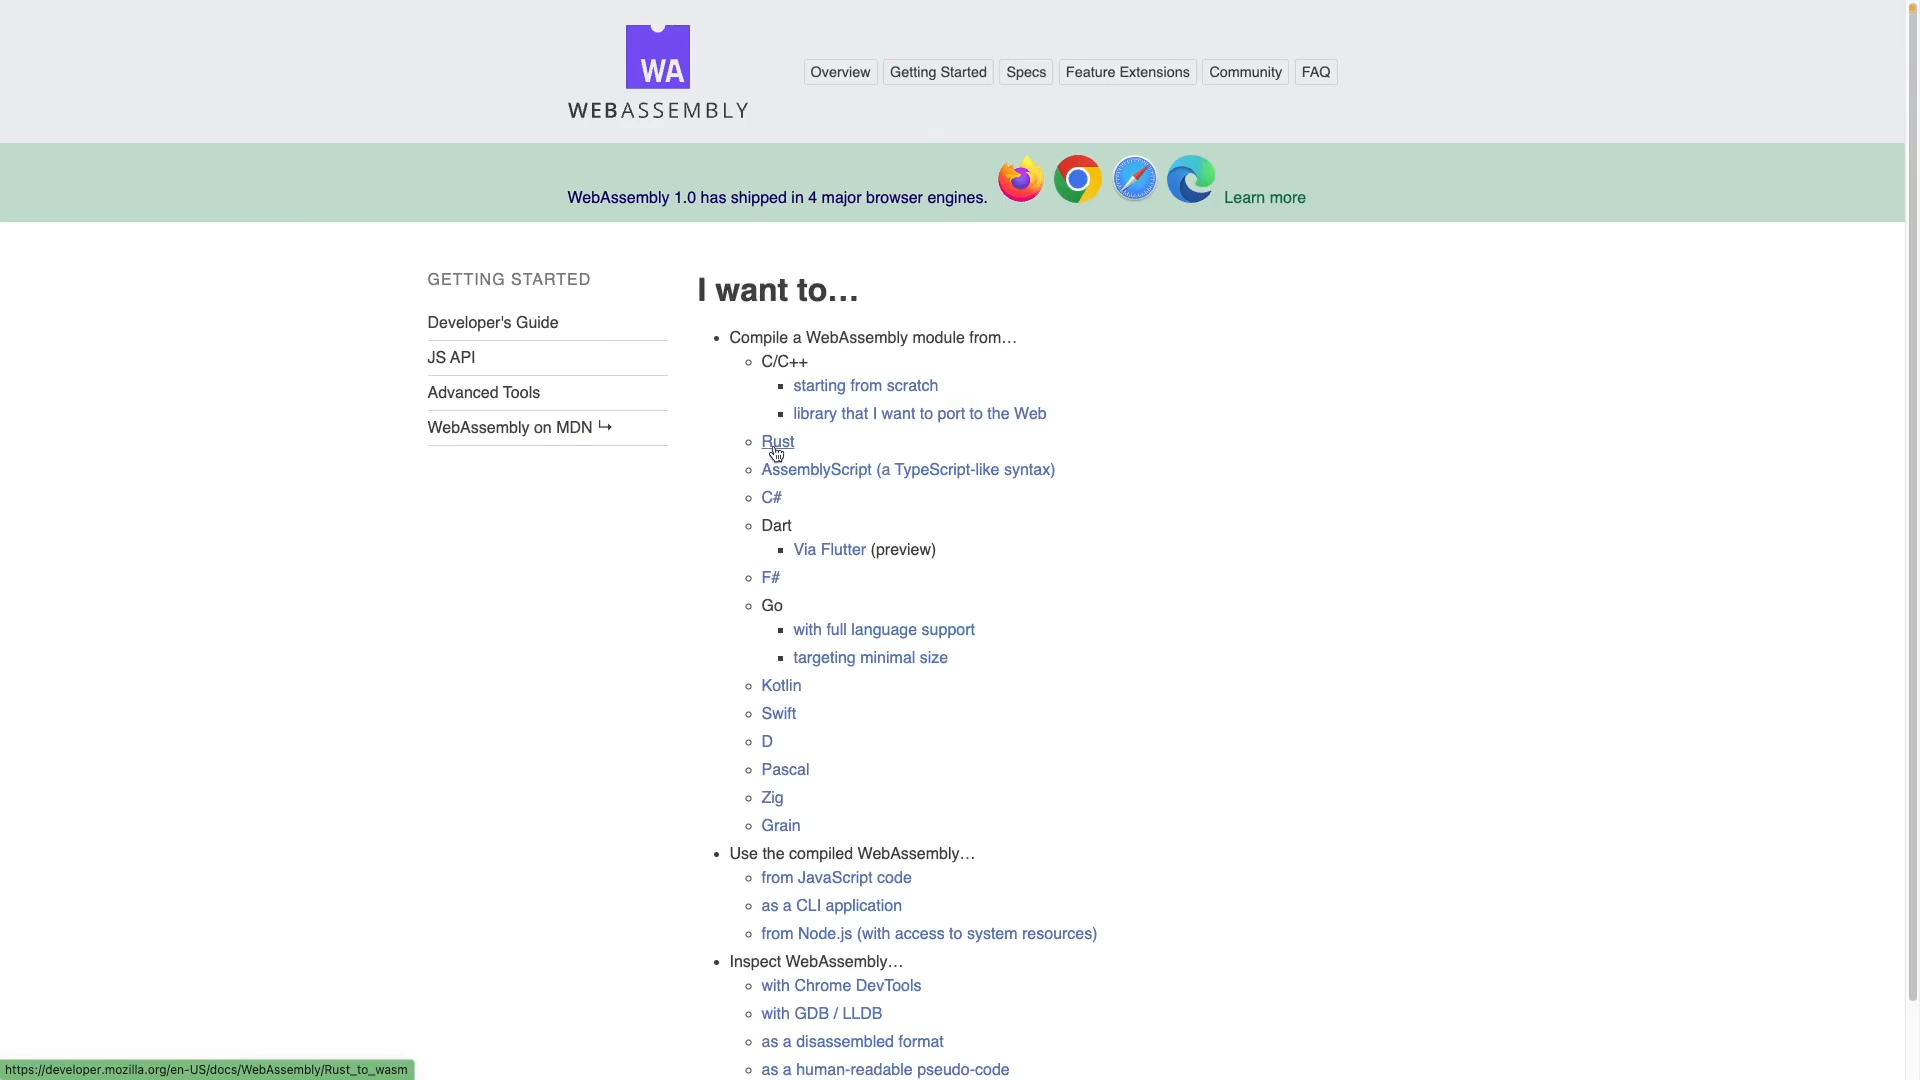 WA
WEBASSEMBLY
Overview
Getting Started
Specs
Feature Extensions
Community
FAQ
WebAssembly 1.0 has shipped in 4 major browser engines.
Learn more
GETTING STARTED
Developer's Guide
JS API
Advanced Tools
WebAssembly on MDN ↪
I want to…
Compile a WebAssembly module from…
C/C++
starting from scratch
library that I want to port to the Web
Rust
AssemblyScript (a TypeScript-like syntax)
C#
Dart
Via Flutter (preview)
F#
Go
with full language support
targeting minimal size
Kotlin
Swift
D
Pascal
Zig
Grain
Use the compiled WebAssembly…
from JavaScript code
as a CLI application
from Node.js (with access to system resources)
Inspect WebAssembly…
with Chrome DevTools
with GDB / LLDB
as a disassembled format
as a human-readable pseudo-code
https://developer.mozilla.org/en-US/docs/WebAssembly/Rust_to_wasm